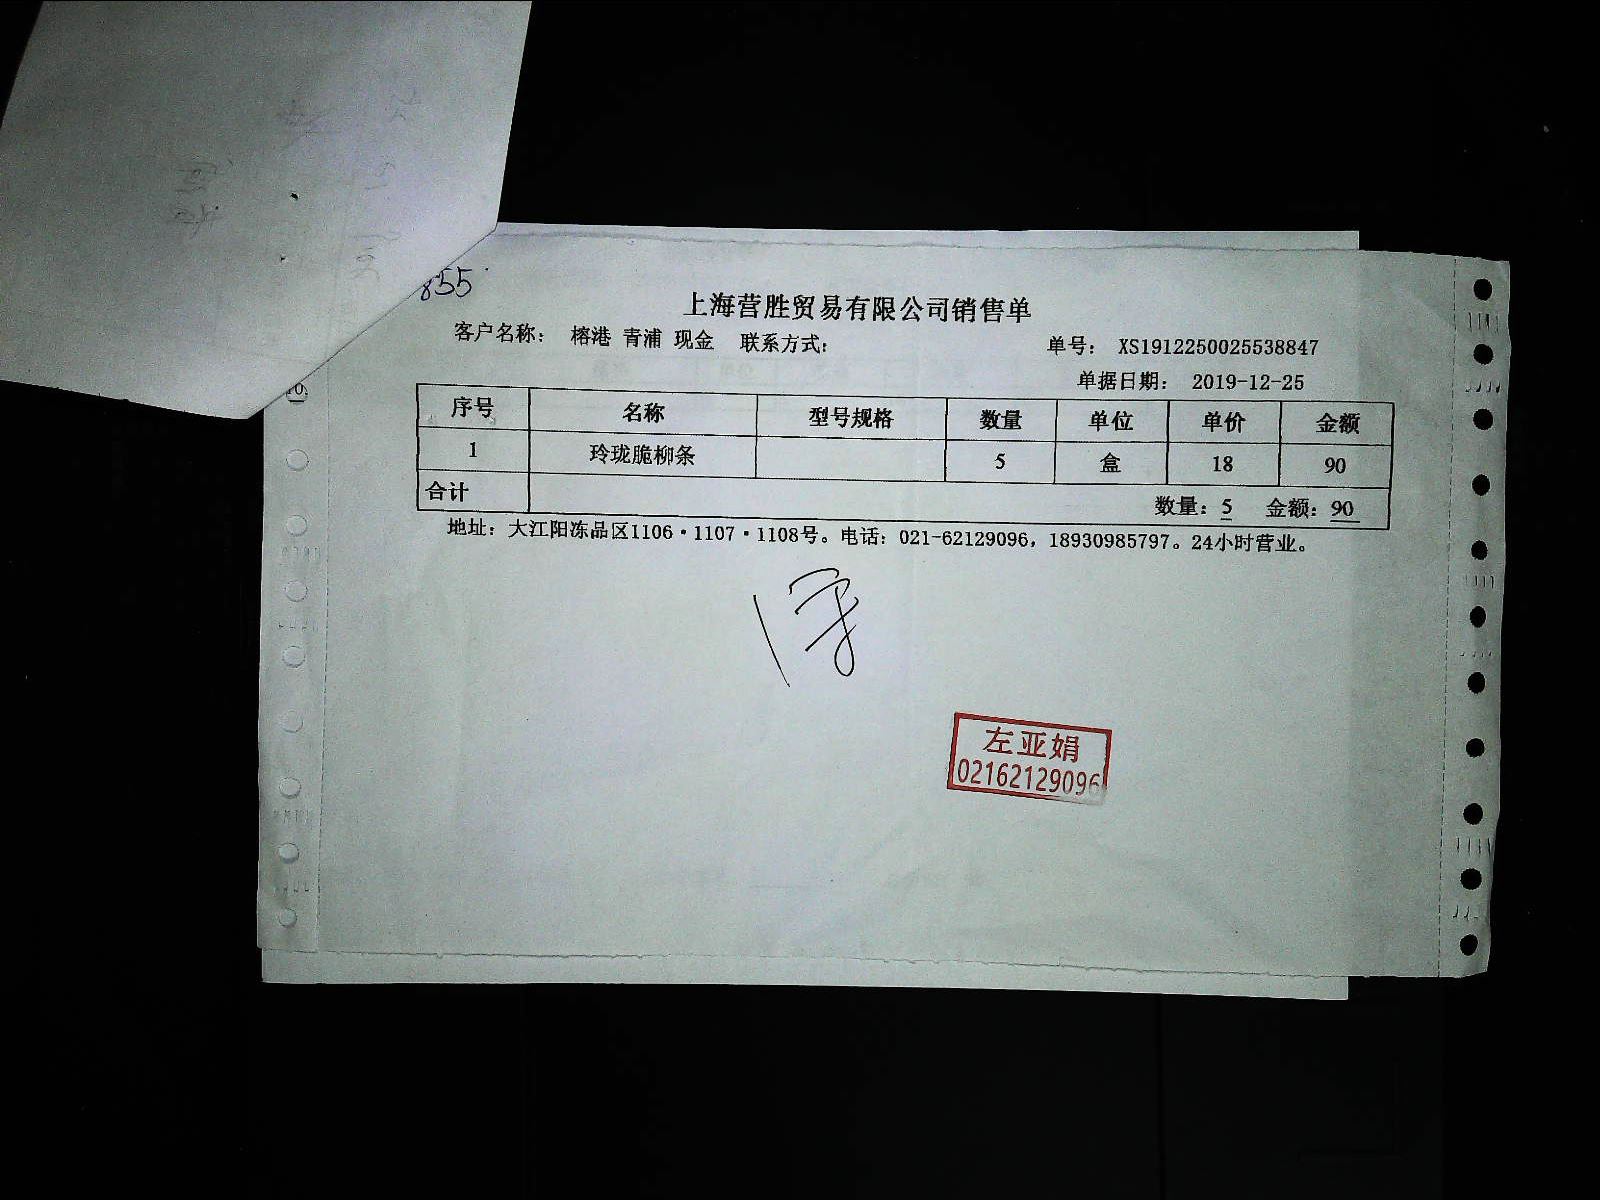 855
上海营胜贸易有限公司销售单
客户名称： 榕港 青浦 现金 联系方式： 单号： XS1912250025538847
单据日期： 2019-12-25
序号 名称 型号规格 数量 单位 单价 金额
1 玲珑脆柳条 5 盒 18 90
合计 数量：5 金额：90
地址：大江阳冻品区1106·1107·1108号。电话：021-62129096，18930985797。24小时营业。
左亚娟
02162129096